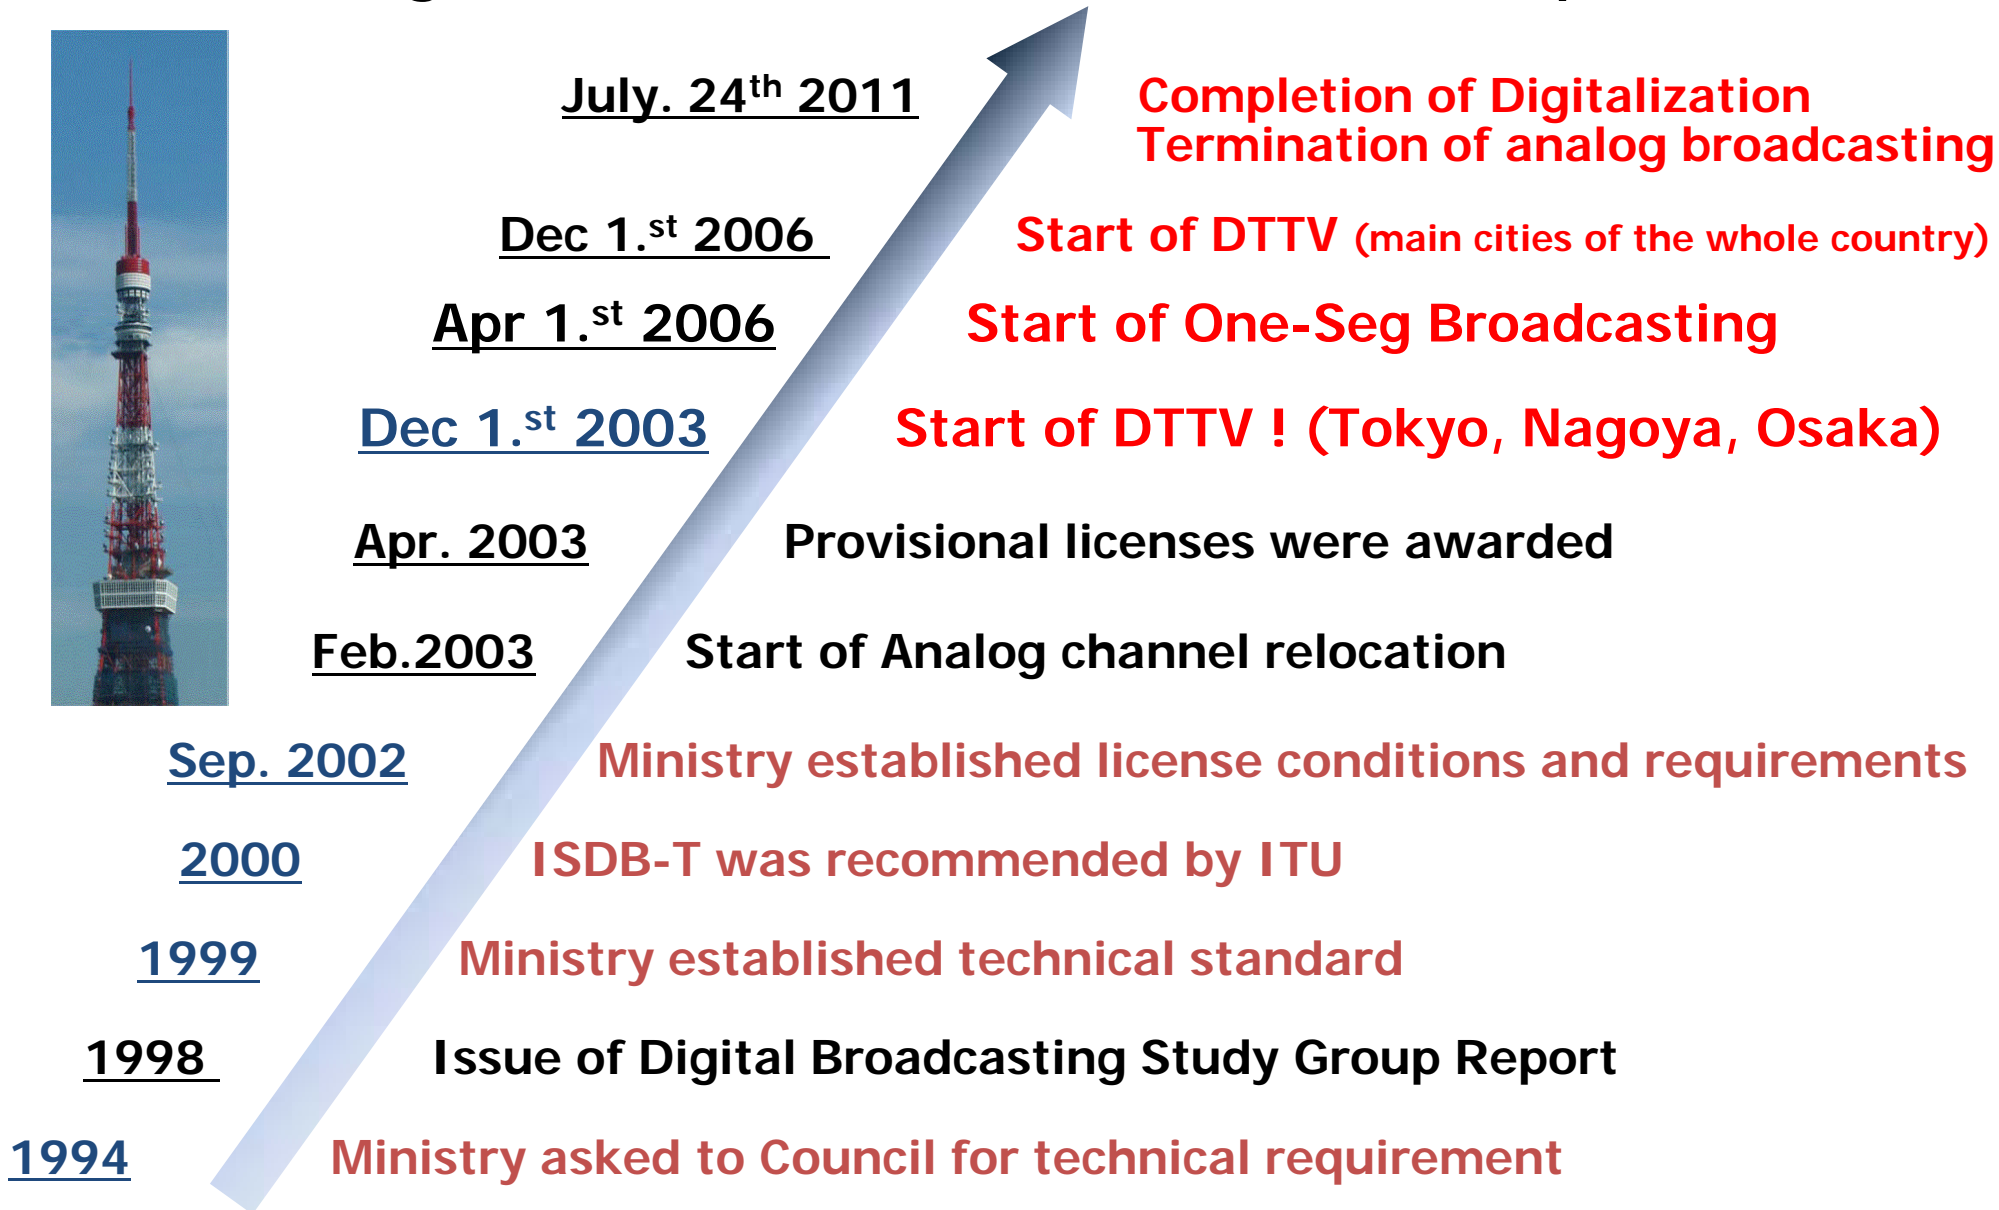 July. 24th 2011 Completion of Digitalization
Termination of analog broadcasting
Dec 1.st 2006 Start of DTTV (main cities of the whole country)
Apr 1.st 2006 Start of One-Seg Broadcasting
Dec 1.st 2003 Start of DTTV ! (Tokyo, Nagoya, Osaka)
Apr. 2003 Provisional licenses were awarded
Feb.2003 Start of Analog channel relocation
Sep. 2002 Ministry established license conditions and requirements
2000 ISDB-T was recommended by ITU
1999 Ministry established technical standard
1998 Issue of Digital Broadcasting Study Group Report
1994 Ministry asked to Council for technical requirement